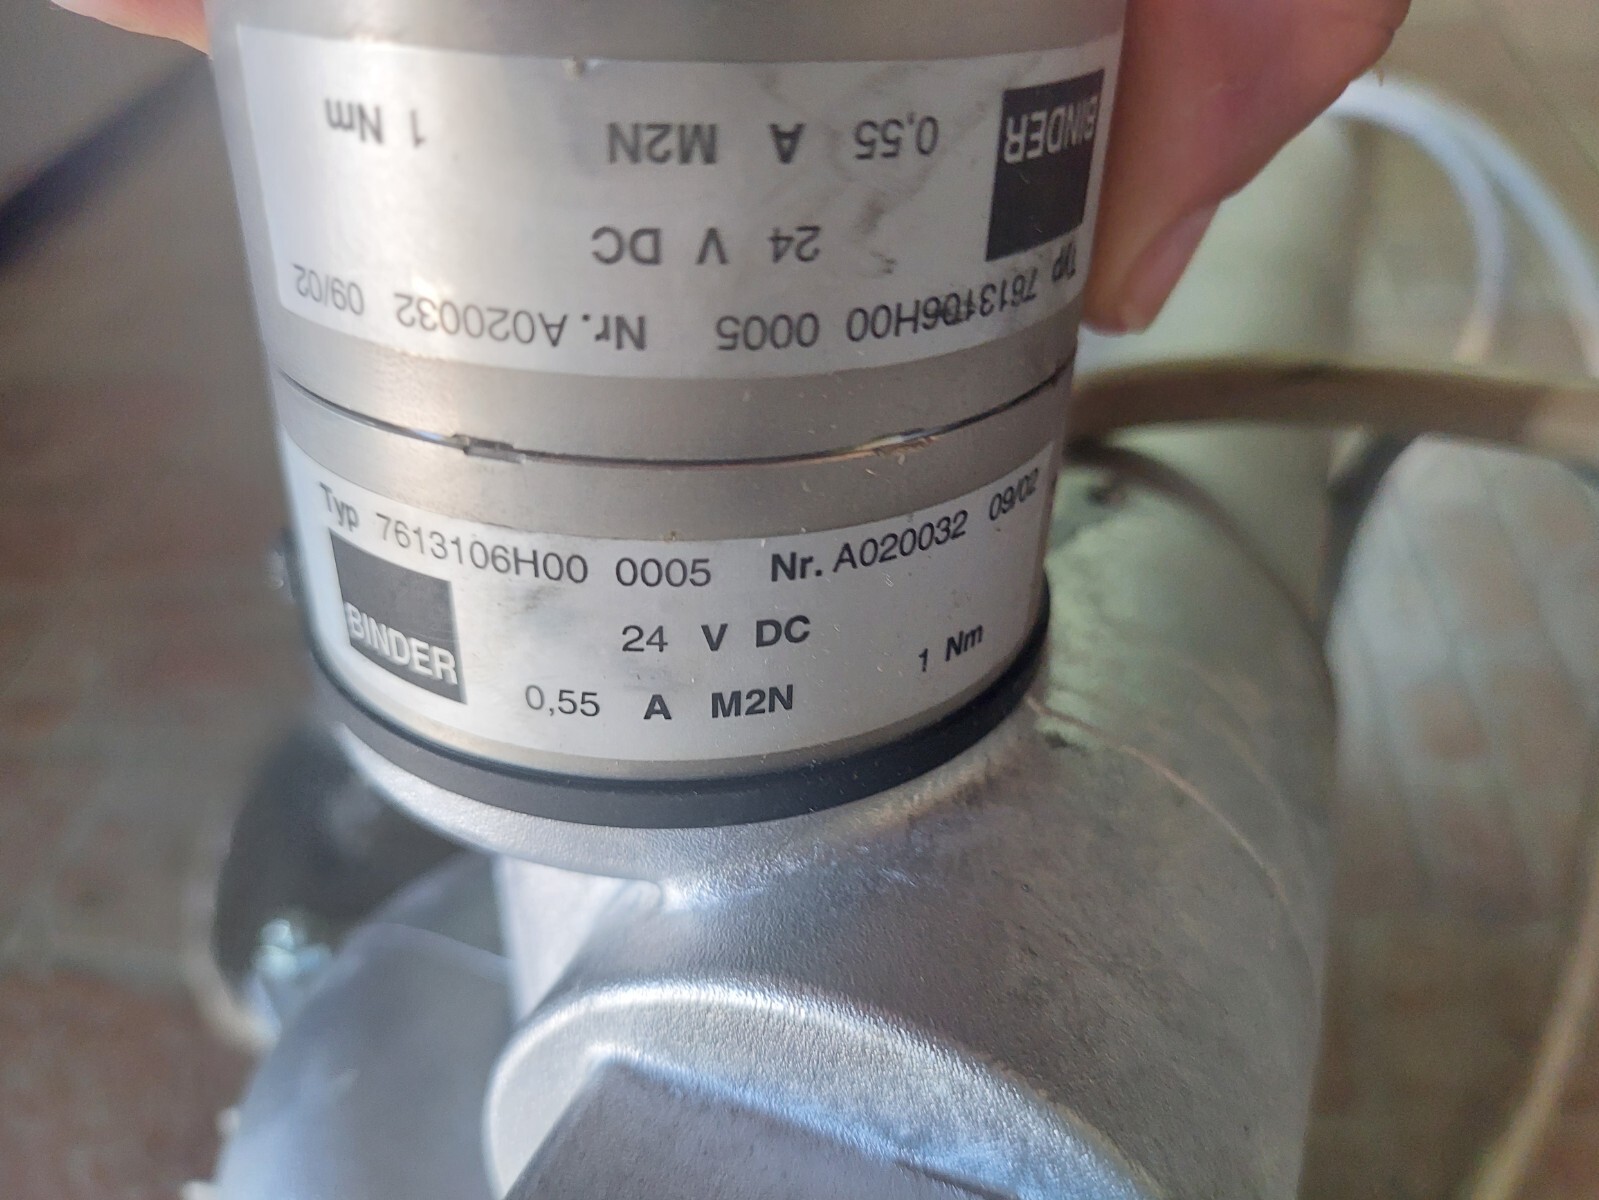 BINDER
0,55 A M2N 1 Nm
24 V DC
Typ 7613106H00 0005 Nr. A020032 09/02
Typ 7613106H00 0005 Nr. A020032 09/02
BINDER
24 V DC
1 Nm
0,55 A M2N